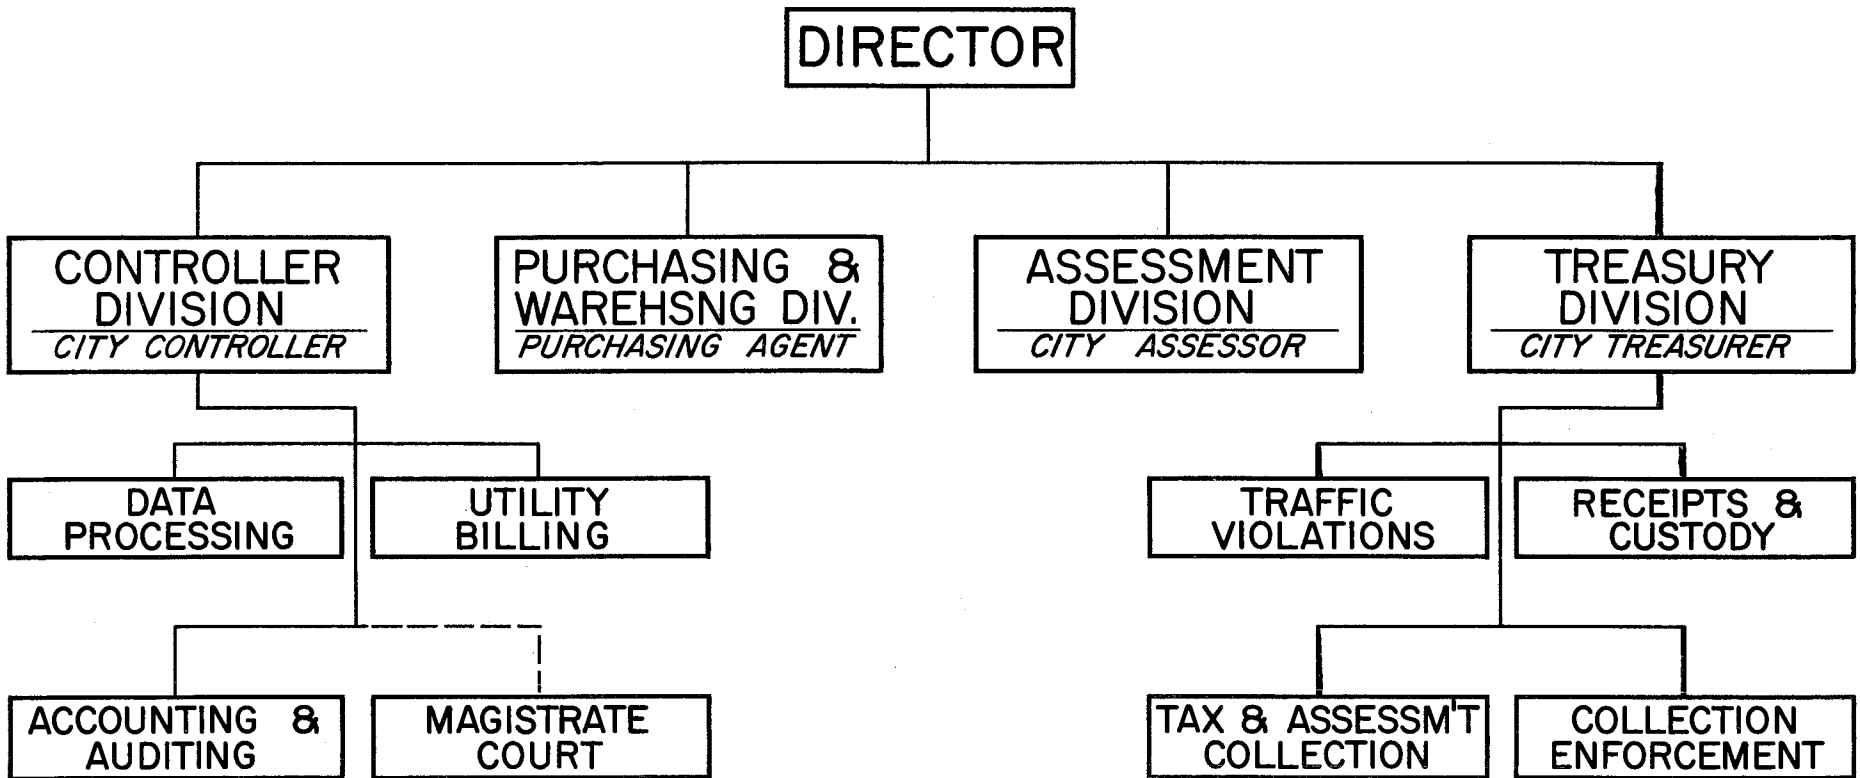 DIRECTOR
CONTROLLER
DIVISION
CITY CONTROLLER
PURCHASING &
WAREHSNG DIV.
PURCHASING AGENT
ASSESSMENT
DIVISION
CITY ASSESSOR
TREASURY
DIVISION
CITY TREASURER
DATA
PROCESSING
UTILITY
BILLING
TRAFFIC
VIOLATIONS
RECEIPTS &
CUSTODY
ACCOUNTING &
AUDITING
MAGISTRATE
COURT
TAX & ASSESSM'T
COLLECTION
COLLECTION
ENFORCEMENT